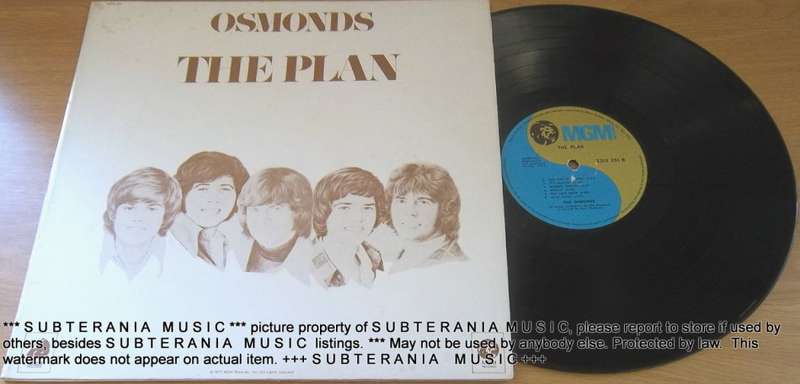 OSMONDS
THE PLAN
MGM
THE PLAN
THE OSMONDS
*** S U B T E R A N I A   M U S I C *** picture property of S U B T E R A N I A  M U S I C, please report to store if used by
others, besides S U B T E R A N I A   M U S I C  listings. *** May not be used by anybody else. Protected by law.  This
watermark does not appear on actual item. +++ S U B T E R A N I A   M U S I C +++